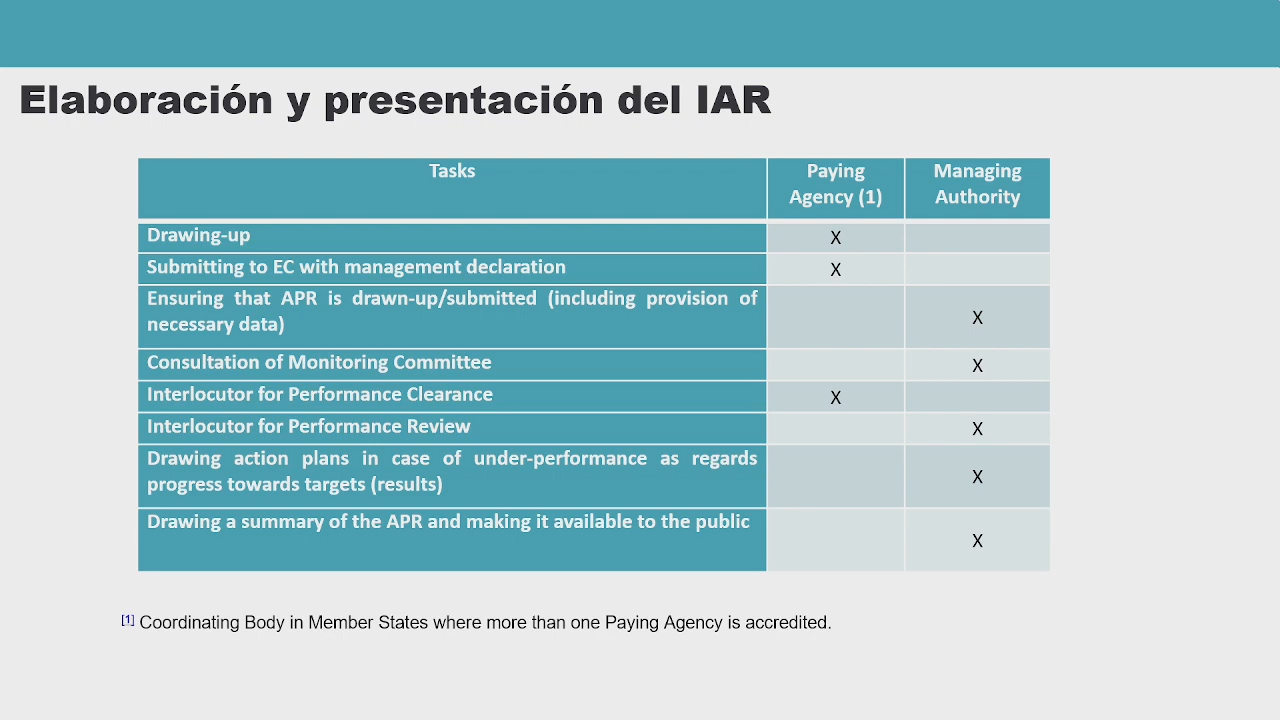 Elaboración y presentación del IAR
Tasks
Paying
Agency (1)
Managing
Authority
Drawing-up
X
Submitting to EC with management declaration
X
Ensuring that APR is drawn-up/submitted (including provision of
necessary data)
X
Consultation of Monitoring Committee
X
Interlocutor for Performance Clearance
X
Interlocutor for Performance Review
X
Drawing action plans in case of under-performance as regards
progress towards targets (results)
X
Drawing a summary of the APR and making it available to the public
X
[1] Coordinating Body in Member States where more than one Paying Agency is accredited.